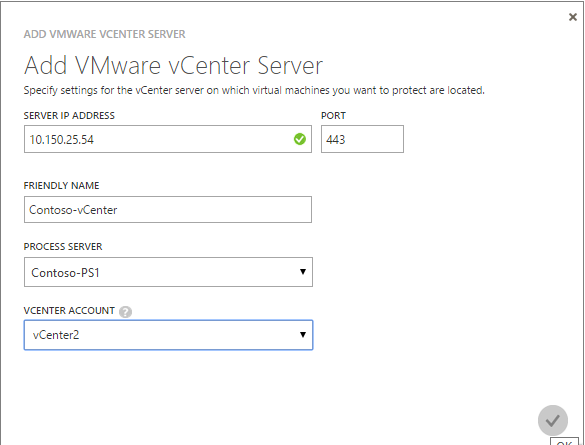 ADD VMWARE VCENTER SERVER
Add VMware vCenter Server
Specify settings for the vCenter server on which virtual machines you want to protect are located.
SERVER IP ADDRESS PORT
10.150.25.54 443
FRIENDLY NAME
Contoso-vCenter
PROCESS SERVER
Contoso-PS1
VCENTER ACCOUNT ?
vCenter2
OK